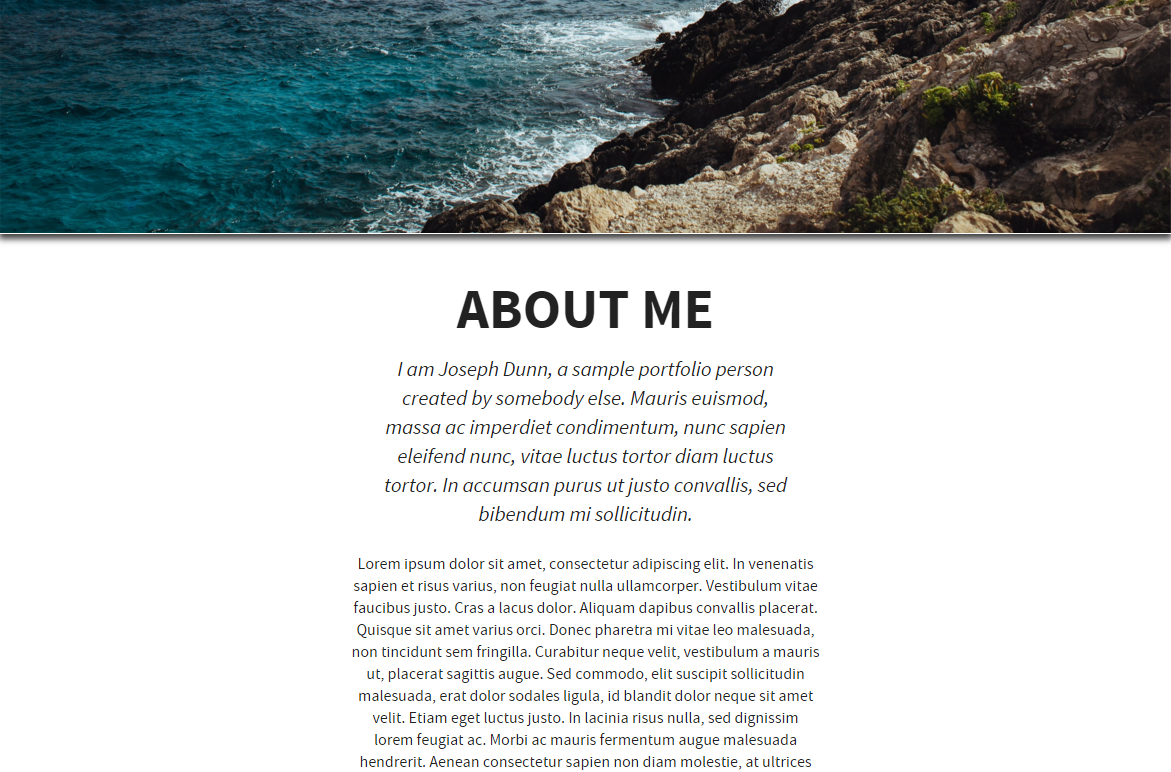 ABOUT ME
I am Joseph Dunn, a sample portfolio person
created by somebody else. Mauris euismod,
massa ac imperdiet condimentum, nunc sapien
eleifend nunc, vitae luctus tortor diam luctus
tortor. In accumsan purus ut justo convallis, sed
bibendum mi sollicitudin.
Lorem ipsum dolor sit amet, consectetur adipiscing elit. In venenatis
sapien et risus varius, non feugiat nulla ullamcorper. Vestibulum vitae
faucibus justo. Cras a lacus dolor. Aliquam dapibus convallis placerat.
Quisque sit amet varius orci. Donec pharetra mi vitae leo malesuada,
non tincidunt sem fringilla. Curabitur neque velit, vestibulum a mauris
ut, placerat sagittis augue. Sed commodo, elit suscipit sollicitudin
malesuada, erat dolor sodales ligula, id blandit dolor neque sit amet
velit. Etiam eget luctus justo. In lacinia risus nulla, sed dignissim
lorem feugiat ac. Morbi ac mauris fermentum augue malesuada
hendrerit. Aenean consectetur sapien non diam molestie, at ultrices